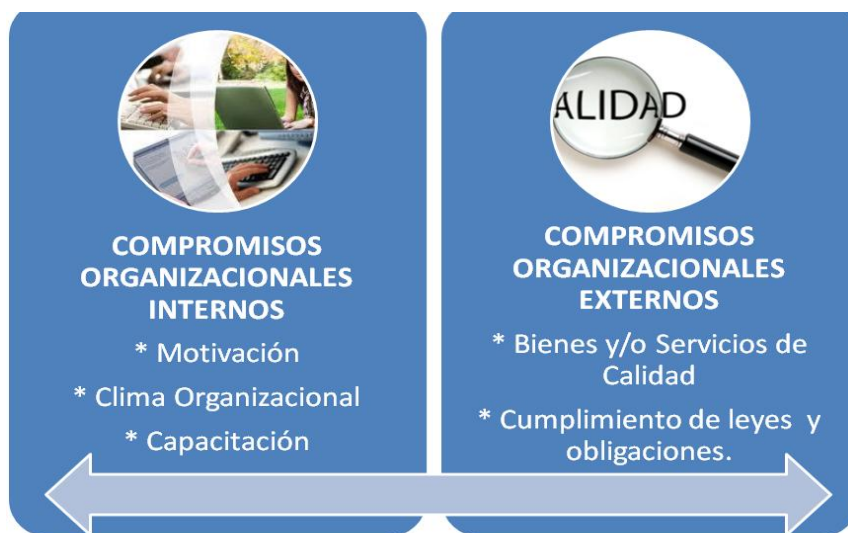 COMPROMISOS
ORGANIZACIONALES
INTERNOS
* Motivación
* Clima Organizacional
* Capacitación
ALIDAD
COMPROMISOS
ORGANIZACIONALES
EXTERNOS
* Bienes y/o Servicios de
Calidad
* Cumplimiento de leyes y
obligaciones.